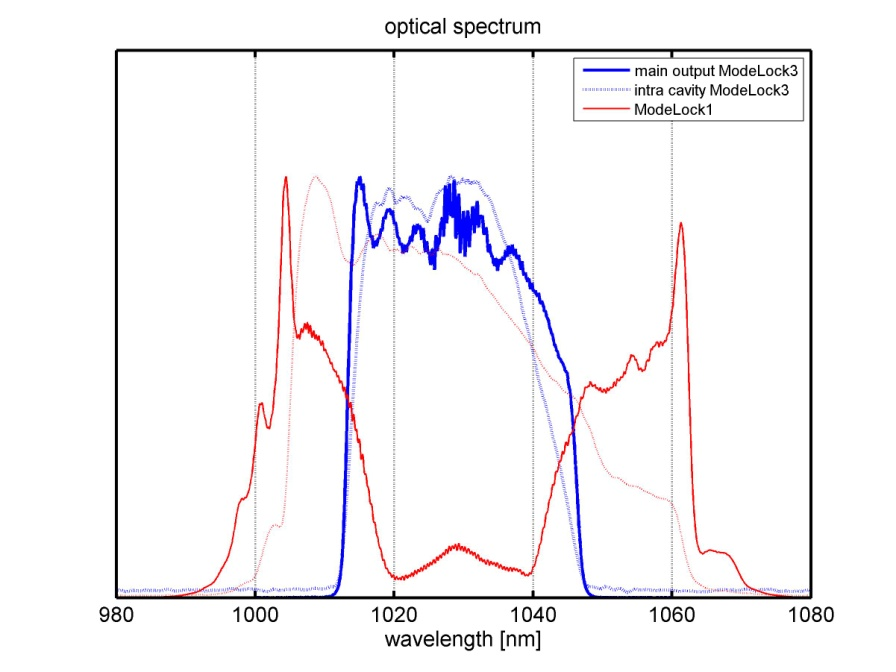 optical spectrum
main output ModeLock3
intra cavity ModeLock3
ModeLock1
980 1000 1020 1040 1060 1080
wavelength [nm]